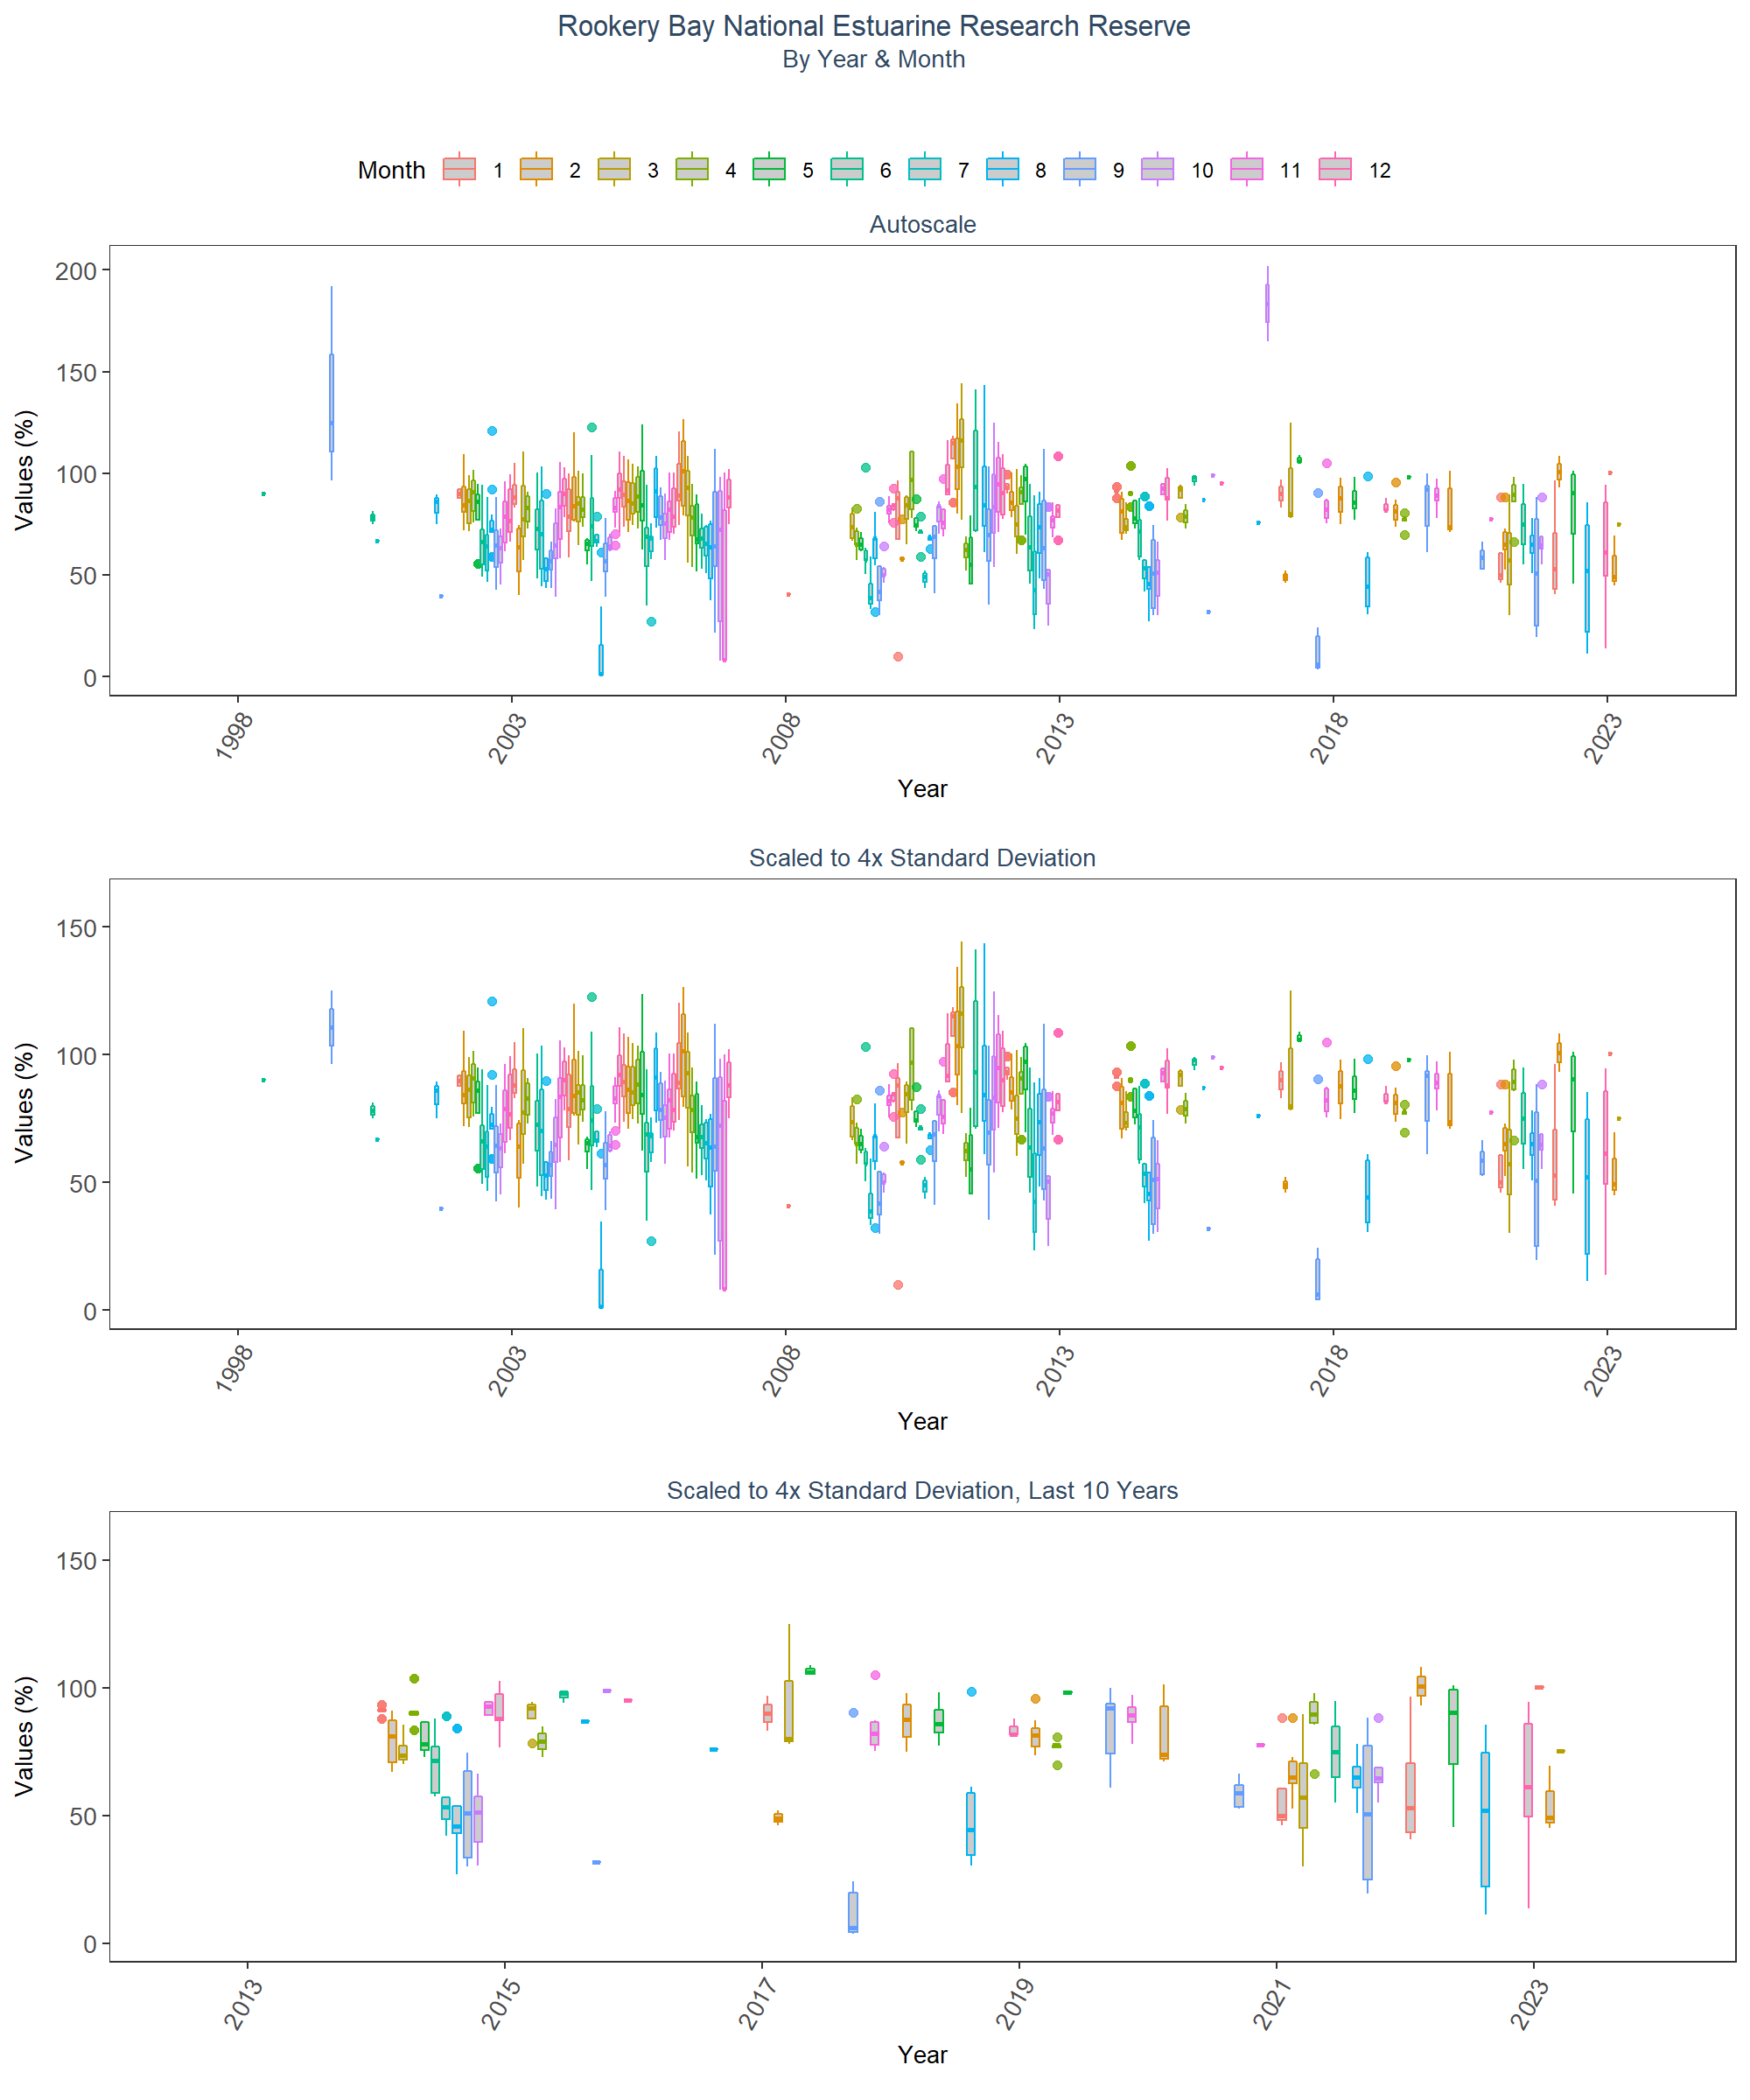 Rookery Bay National Estuarine Research Reserve
By Year & Month
Month 1 2 3 4 5 6 7 8 9 10 11 12
Autoscale
200
150
100
50
0
Values (%)
1998 2003 2008 2013 2018 2023
Year
Scaled to 4x Standard Deviation
150
100
50
0
Values (%)
1998 2003 2008 2013 2018 2023
Year
Scaled to 4x Standard Deviation, Last 10 Years
150
100
50
0
Values (%)
2013 2015 2017 2019 2021 2023
Year